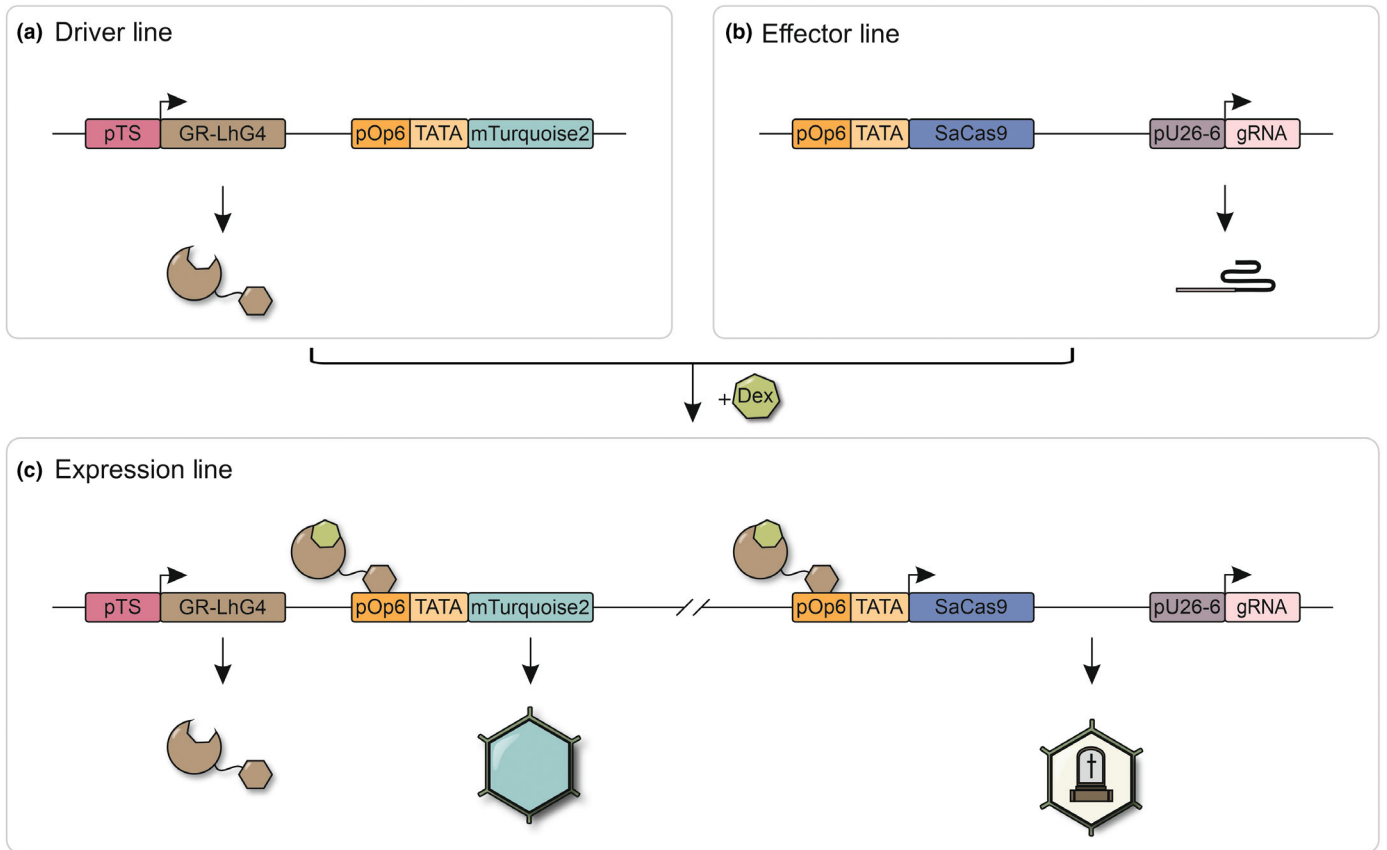 (a) Driver line
pTS GR-LhG4 pOp6 TATA mTurquoise2
(b) Effector line
pOp6 TATA SaCas9 pU26-6 gRNA
+Dex
(c) Expression line
pTS GR-LhG4 pOp6 TATA mTurquoise2 pOp6 TATA SaCas9 pU26-6 gRNA